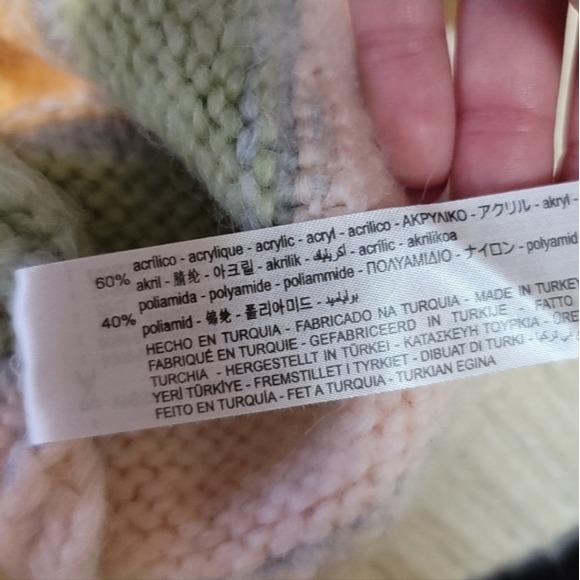 60% acrílico - acrylique - acrylic - acryl - acrilico - ΑΚΡΥΛΙΚΟ - アクリル - akryl -
akril - 腈纶 - 아크릴 - akrilik - أكريليك - acrílic - akrilikoa
40% poliamida - polyamide - poliammide - ΠΟΛΥΑΜΙΔΙΟ - ナイロン - polyamid
poliamid - 锦纶 - 폴리아미드 -
HECHO EN TURQUIA - FABRICADO NA TURQUIA - MADE IN TURKEY
FABRIQUÉ EN TURQUIE - GEFABRICEERD IN TURKIJE - FATTO
TURCHIA - HERGESTELLT IN TÜRKEI - ΚΑΤΑΣΚΕΥΗ ΤΟΥΡΚΙΑ -
YERİ TÜRKİYE - FREMSTILLET I TYRKIET - DIBUAT DI TURKI -
FEITO EN TURQUÍA - FET A TURQUIA - TURKIAN EGINA